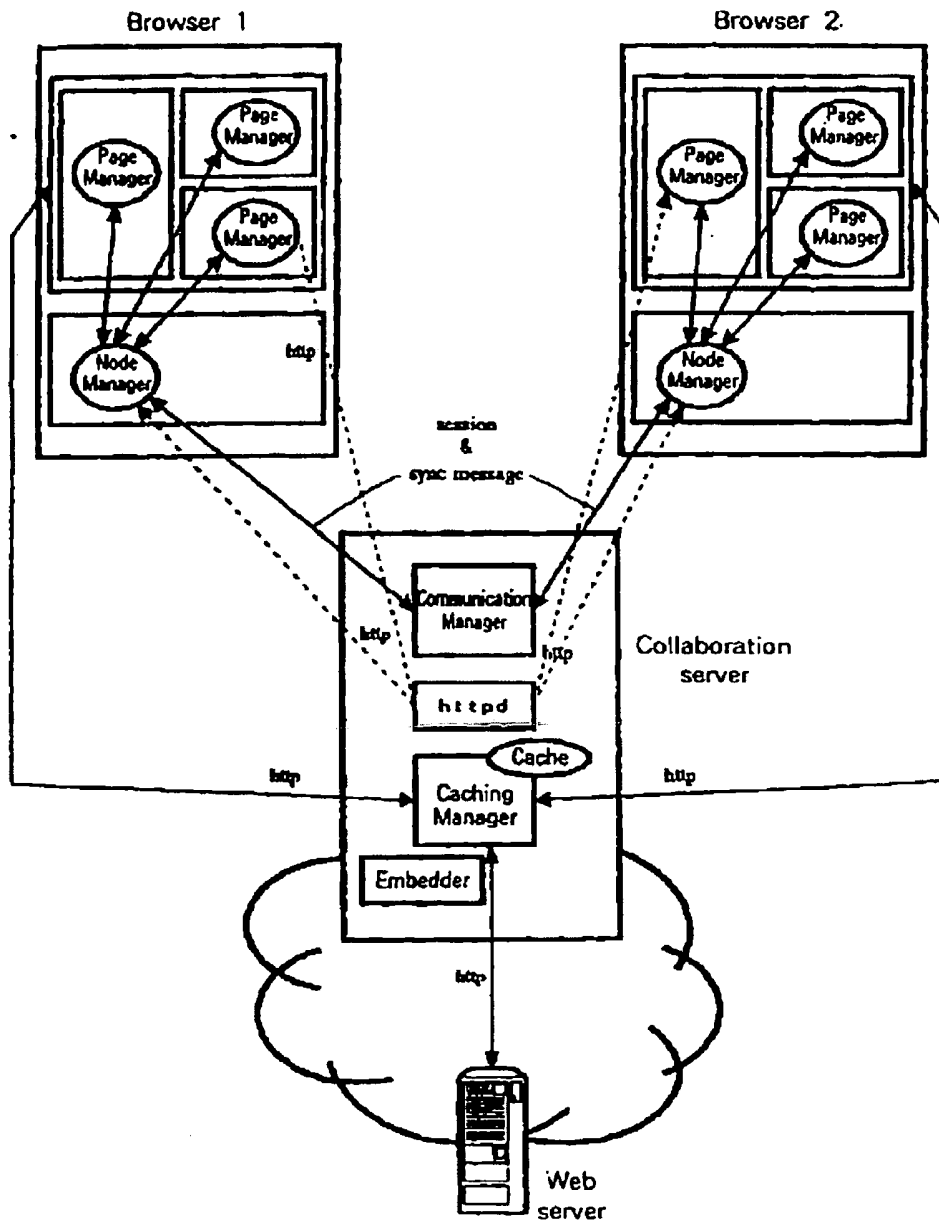 Browser 1
Browser 2
Page
Manager
Page
Manager
Page
Manager
Node
Manager
Page
Manager
Page
Manager
Page
Manager
Node
Manager
http
session
&
sync message
Communication
Manager
http
http
httpd
Collaboration
server
Cache
Caching
Manager
http
http
Embedder
http
Web
server